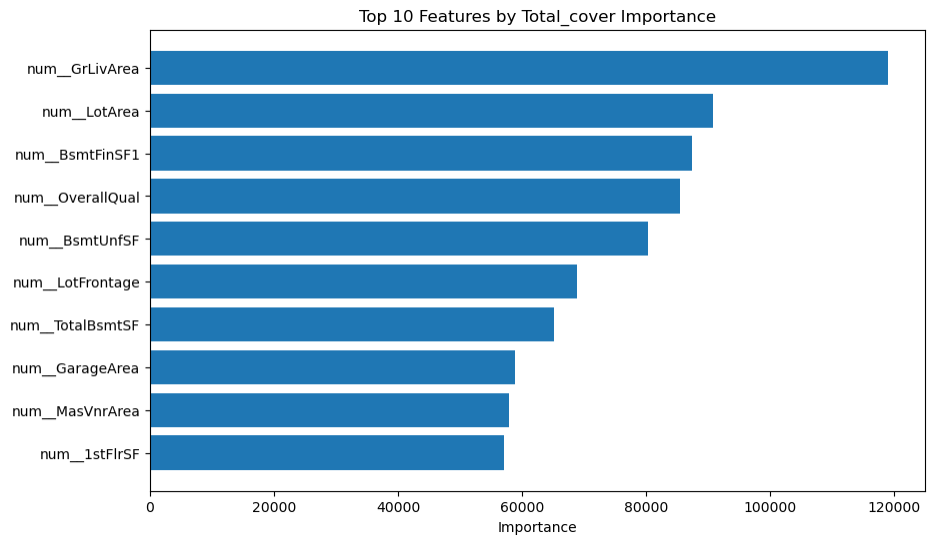 Top 10 Features by Total_cover Importance
num__GrLivArea
num__LotArea
num__BsmtFinSF1
num__OverallQual
num__BsmtUnfSF
num__LotFrontage
num__TotalBsmtSF
num__GarageArea
num__MasVnrArea
num__1stFlrSF
0 20000 40000 60000 80000 100000 120000
Importance